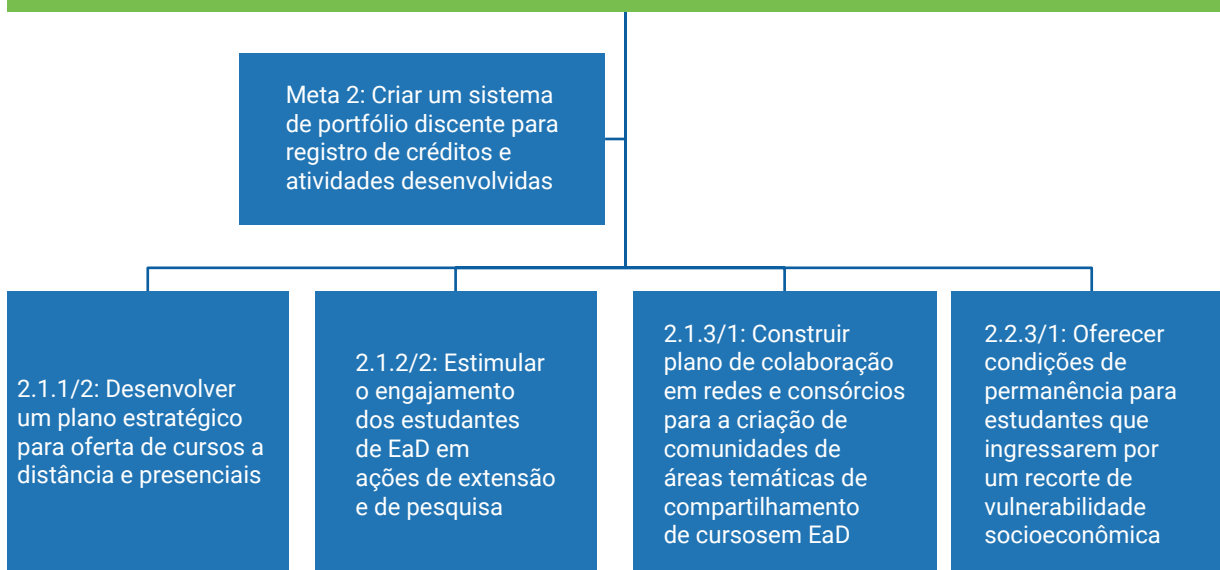 Meta 2: Criar um sistema
de portfólio discente para
registro de créditos e
atividades desenvolvidas
2.1.1/2: Desenvolver
um plano estratégico
para oferta de cursos a
distância e presenciais
2.1.2/2: Estimular
o engajamento
dos estudantes
de EaD em
ações de extensão
e de pesquisa
2.1.3/1: Construir
plano de colaboração
em redes e consórcios
para a criação de
comunidades de
áreas temáticas de
compartilhamento
de cursosem EaD
2.2.3/1: Oferecer
condições de
permanência para
estudantes que
ingressarem por
um recorte de
vulnerabilidade
socioeconômica